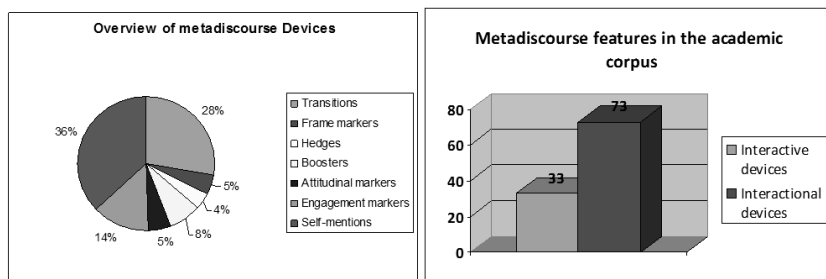 Overview of metadiscourse Devices
28%
5%
4%
8%
5%
14%
36%
Transitions
Frame markers
Hedges
Boosters
Attitudinal markers
Engagement markers
Self-mentions
Metadiscourse features in the academic
corpus
80
60
40
20
0
33
73
Interactive
devices
Interactional
devices